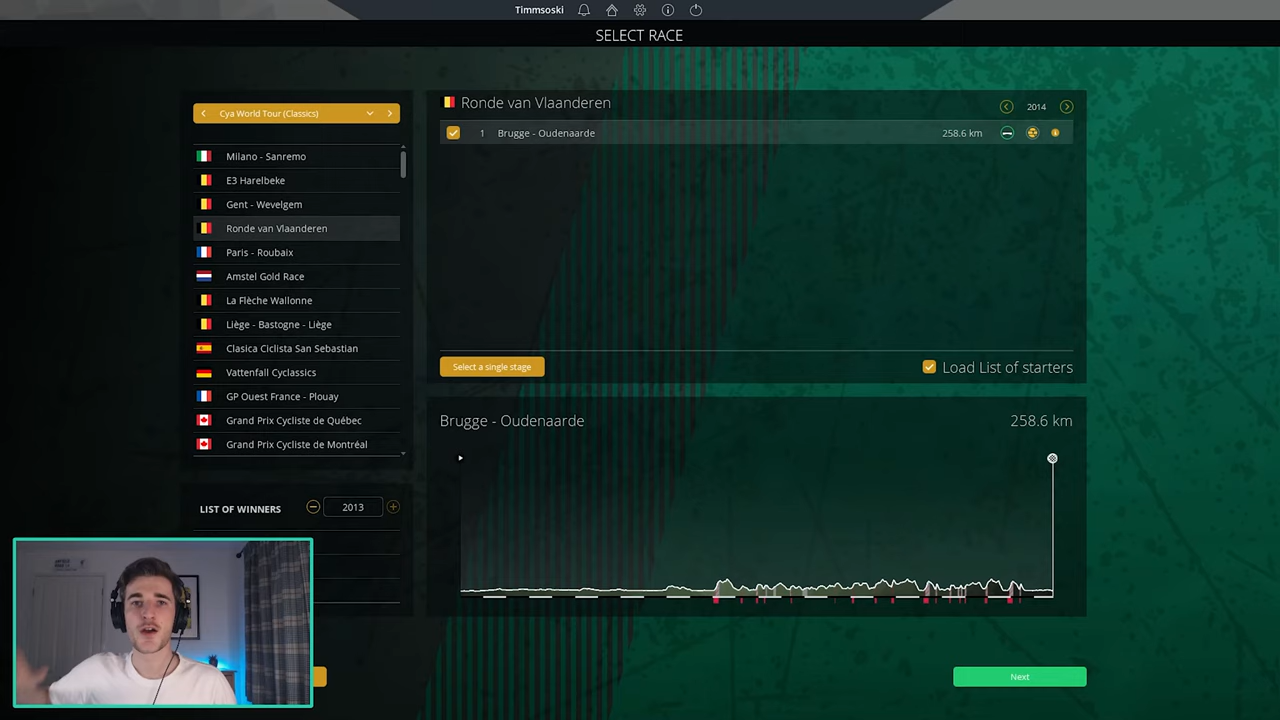 Timmsoski
SELECT RACE
Cya World Tour (Classics)
Milano - Sanremo
E3 Harelbeke
Gent - Wevelgem
Ronde van Vlaanderen
Paris - Roubaix
Amstel Gold Race
La Flèche Wallonne
Liège - Bastogne - Liège
Clasica Ciclista San Sebastian
Vattenfall Cyclassics
GP Ouest France - Plouay
Grand Prix Cycliste de Québec
Grand Prix Cycliste de Montréal
LIST OF WINNERS
2013
Ronde van Vlaanderen
2014
1 Brugge - Oudenaarde 258.6 km
Select a single stage
Load List of starters
Brugge - Oudenaarde
258.6 km
Next